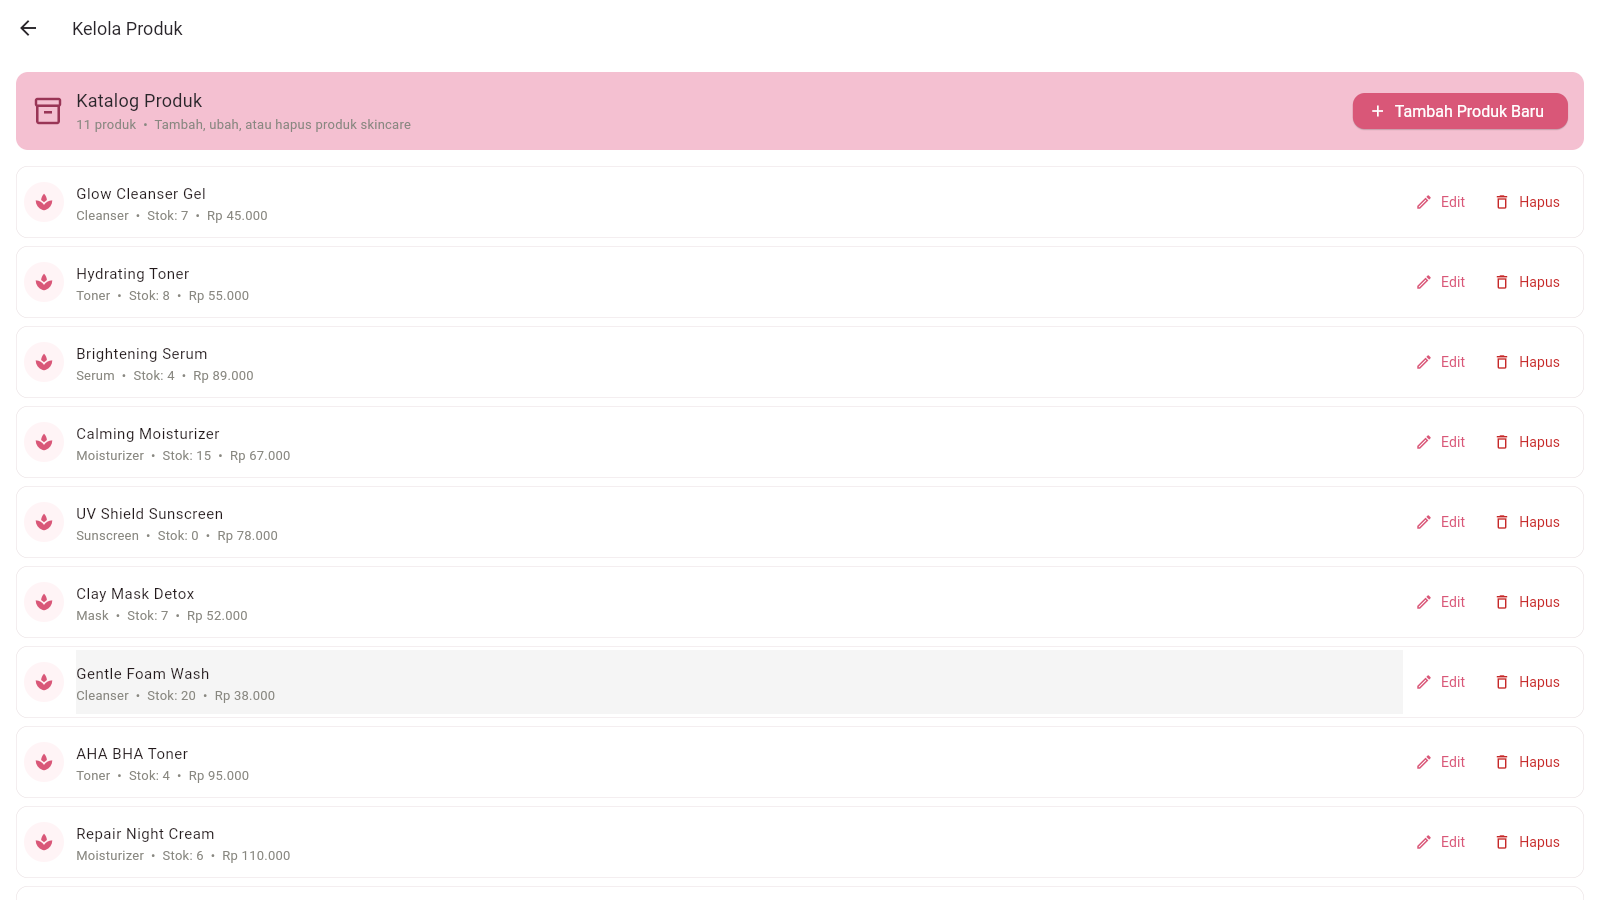 Kelola Produk
Katalog Produk
11 produk • Tambah, ubah, atau hapus produk skincare
+ Tambah Produk Baru
Glow Cleanser Gel
Cleanser • Stok: 7 • Rp 45.000
Edit Hapus
Hydrating Toner
Toner • Stok: 8 • Rp 55.000
Edit Hapus
Brightening Serum
Serum • Stok: 4 • Rp 89.000
Edit Hapus
Calming Moisturizer
Moisturizer • Stok: 15 • Rp 67.000
Edit Hapus
UV Shield Sunscreen
Sunscreen • Stok: 0 • Rp 78.000
Edit Hapus
Clay Mask Detox
Mask • Stok: 7 • Rp 52.000
Edit Hapus
Gentle Foam Wash
Cleanser • Stok: 20 • Rp 38.000
Edit Hapus
AHA BHA Toner
Toner • Stok: 4 • Rp 95.000
Edit Hapus
Repair Night Cream
Moisturizer • Stok: 6 • Rp 110.000
Edit Hapus